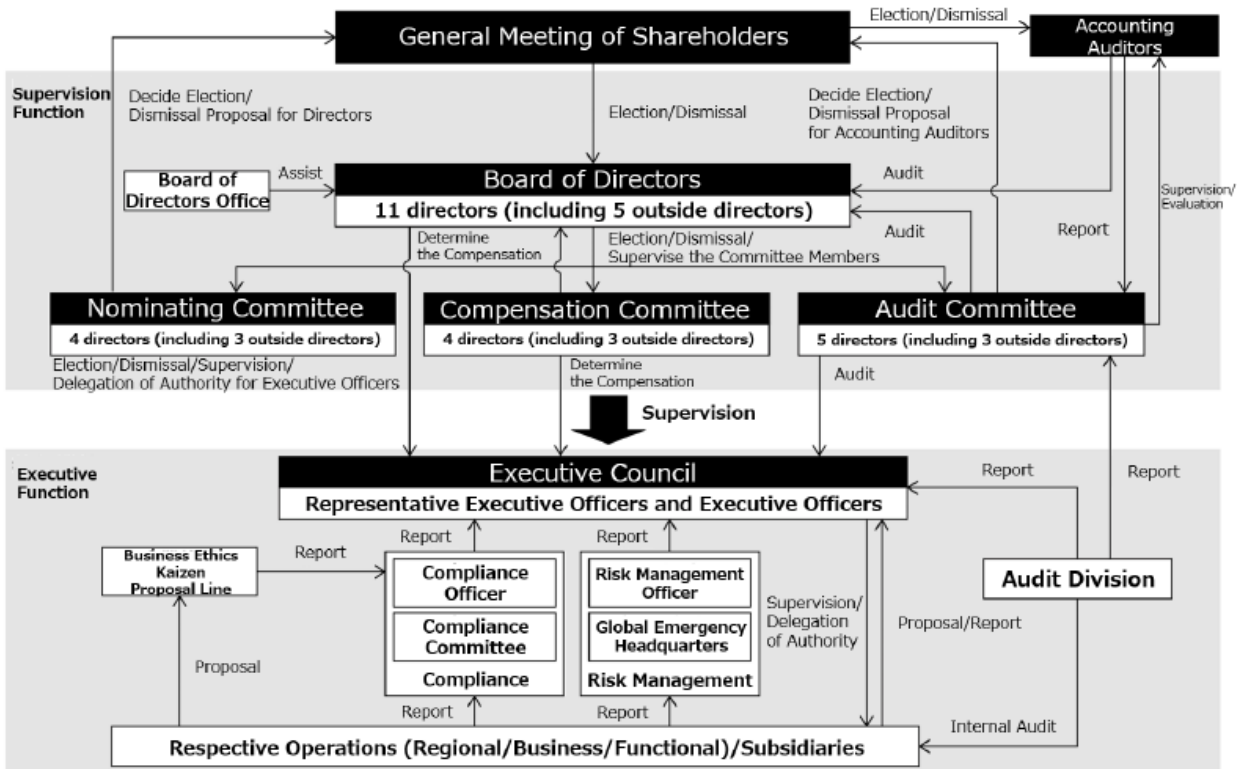 General Meeting of Shareholders
Election/Dismissal
Accounting
Auditors
Supervision
Function
Decide Election/
Dismissal Proposal for Directors
Election/Dismissal
Decide Election/
Dismissal Proposal
for Accounting Auditors
Board of
Directors Office
Assist
Board of Directors
11 directors (including 5 outside directors)
Audit
Audit
Report
Supervision/
Evaluation
Determine
the Compensation
Election/Dismissal/
Supervise the Committee Members
Nominating Committee
4 directors (including 3 outside directors)
Compensation Committee
4 directors (including 3 outside directors)
Audit Committee
5 directors (including 3 outside directors)
Election/Dismissal/Supervision/
Delegation of Authority for Executive Officers
Determine
the Compensation
Audit
Supervision
Executive
Function
Executive Council
Representative Executive Officers and Executive Officers
Report
Report
Business Ethics
Kaizen
Proposal Line
Report
Report
Report
Compliance
Officer
Compliance
Committee
Compliance
Risk Management
Officer
Global Emergency
Headquarters
Risk Management
Supervision/
Delegation
of Authority
Proposal/Report
Audit Division
Proposal
Report
Report
Internal Audit
Respective Operations (Regional/Business/Functional)/Subsidiaries